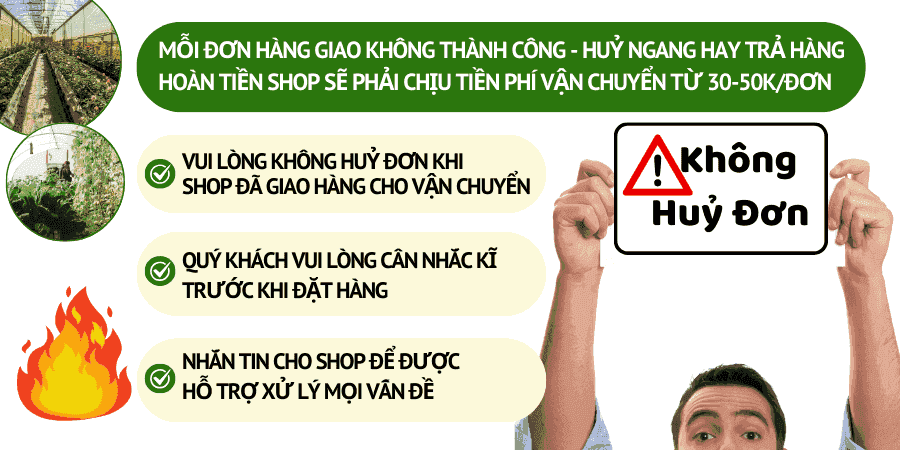 MỖI ĐƠN HÀNG GIAO KHÔNG THÀNH CÔNG - HUỶ NGANG HAY TRẢ HÀNG
HOÀN TIỀN SHOP SẼ PHẢI CHỊU TIỀN PHÍ VẬN CHUYỂN TỪ 30-50K/ĐƠN
VUI LÒNG KHÔNG HUỶ ĐƠN KHI
SHOP ĐÃ GIAO HÀNG CHO VẬN CHUYỂN
Không
Huỷ Đơn
QUÝ KHÁCH VUI LÒNG CÂN NHẮC KĨ
TRƯỚC KHI ĐẶT HÀNG
NHẮN TIN CHO SHOP ĐỂ ĐƯỢC
HỖ TRỢ XỬ LÝ MỌI VẤN ĐỀ